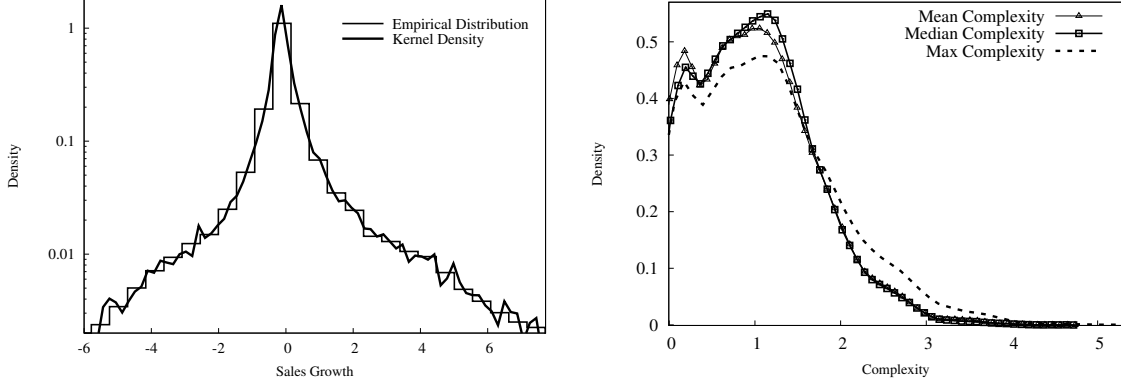 1
0.1
0.01
Density
-6
-4
-2
0
2
4
6
Sales Growth
Empirical Distribution
Kernel Density
0.5
0.4
0.3
0.2
0.1
0
Density
0
1
2
3
4
5
Complexity
Mean Complexity
Median Complexity
Max Complexity